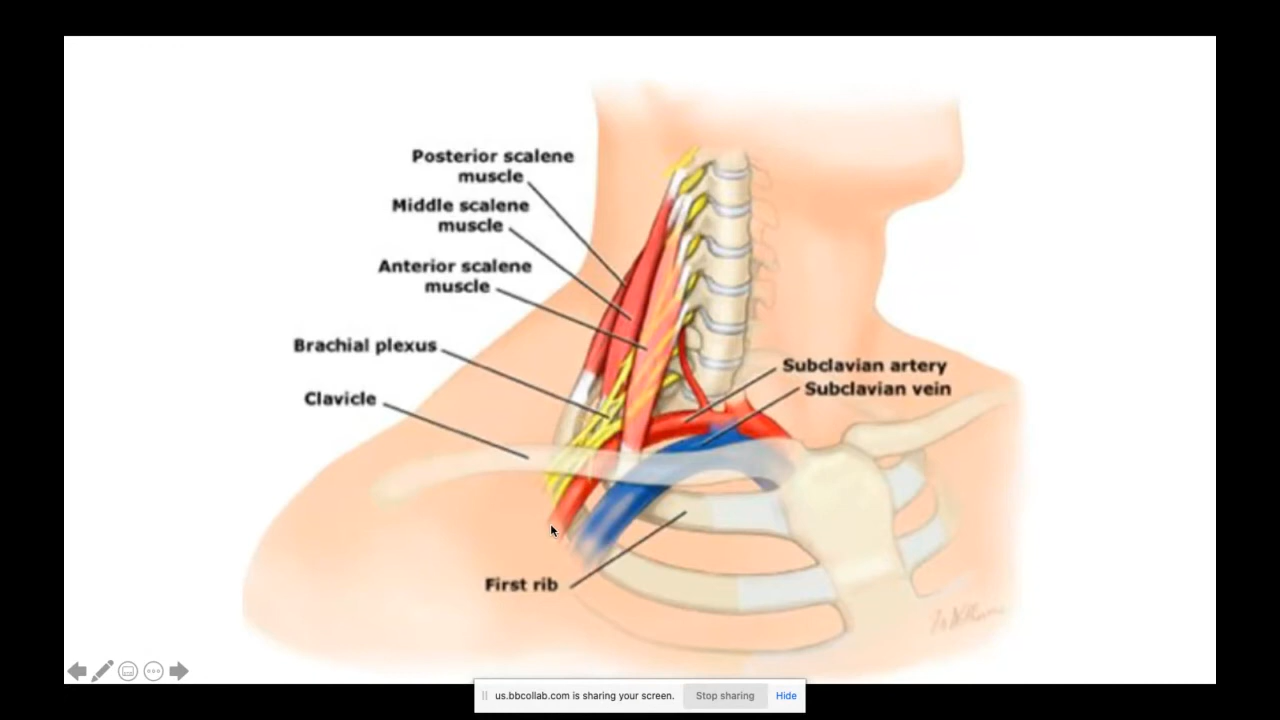 Posterior scalene
muscle
Middle scalene
muscle
Anterior scalene
muscle
Brachial plexus
Clavicle
Subclavian artery
Subclavian vein
First rib
us.bbcollab.com is sharing your screen.
Stop sharing
Hide